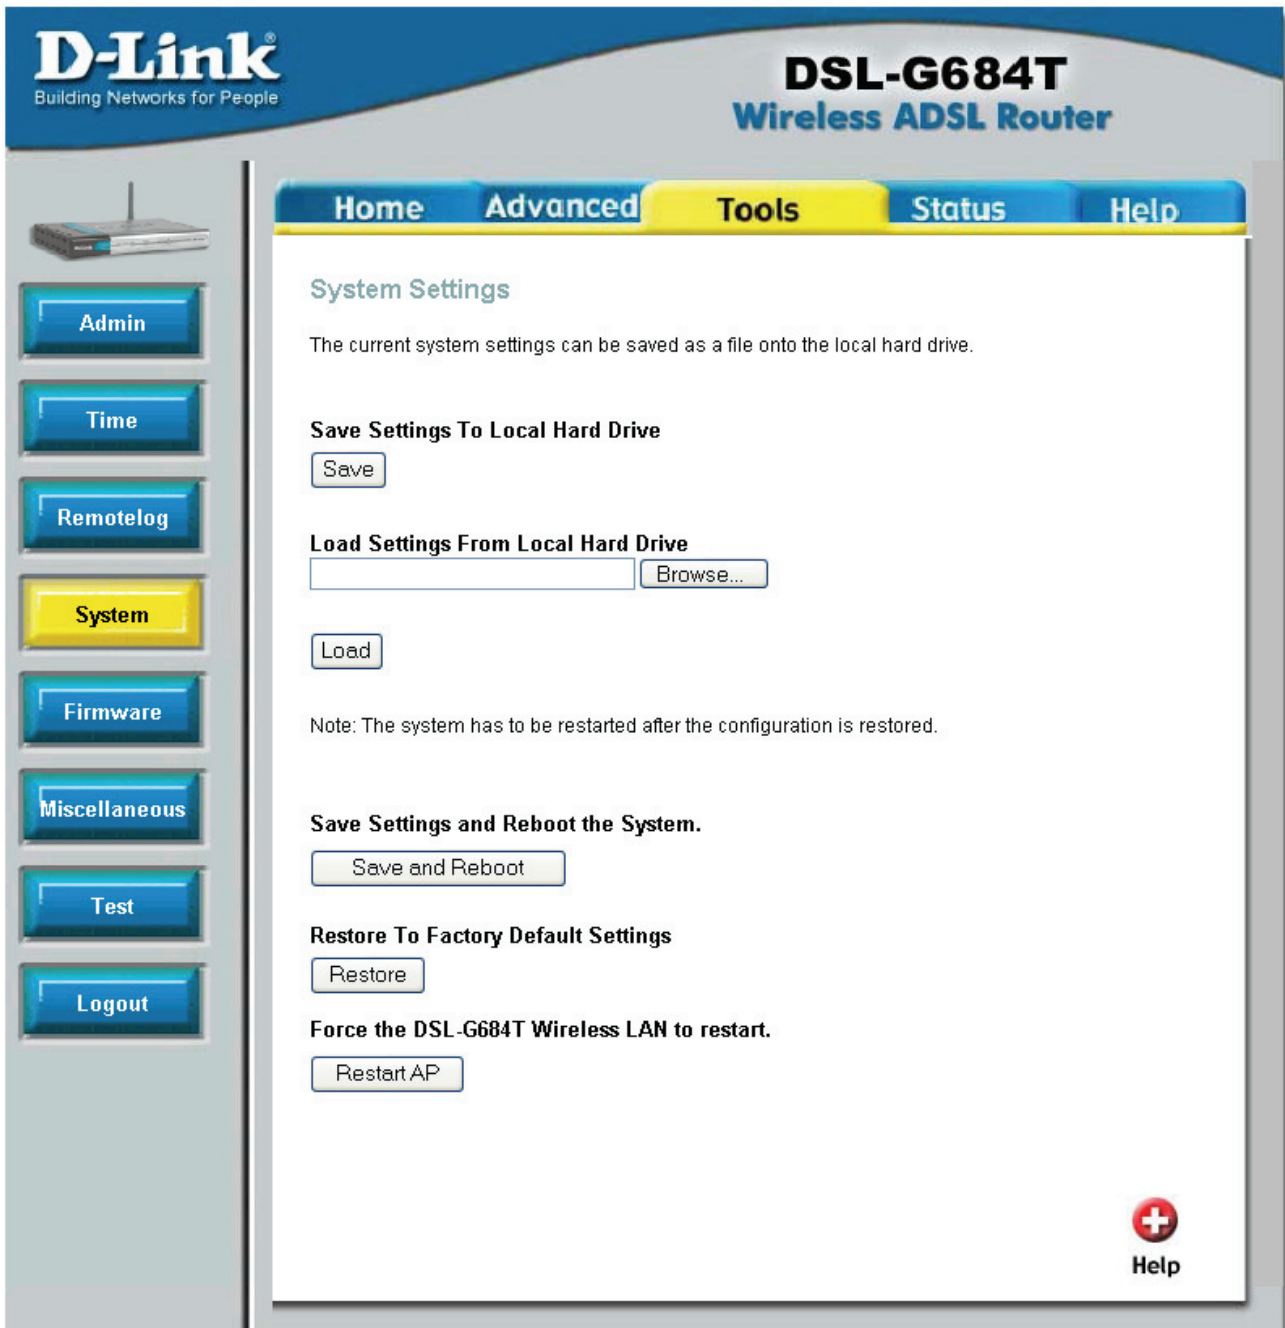 D-Link
Building Networks for People
DSL-G684T
Wireless ADSL Router
Home Advanced Tools Status Help
Admin
Time
Remotelog
System
Firmware
Miscellaneous
Test
Logout
System Settings
The current system settings can be saved as a file onto the local hard drive.
Save Settings To Local Hard Drive
Save
Load Settings From Local Hard Drive
Browse...
Load
Note: The system has to be restarted after the configuration is restored.
Save Settings and Reboot the System.
Save and Reboot
Restore To Factory Default Settings
Restore
Force the DSL-G684T Wireless LAN to restart.
Restart AP
Help